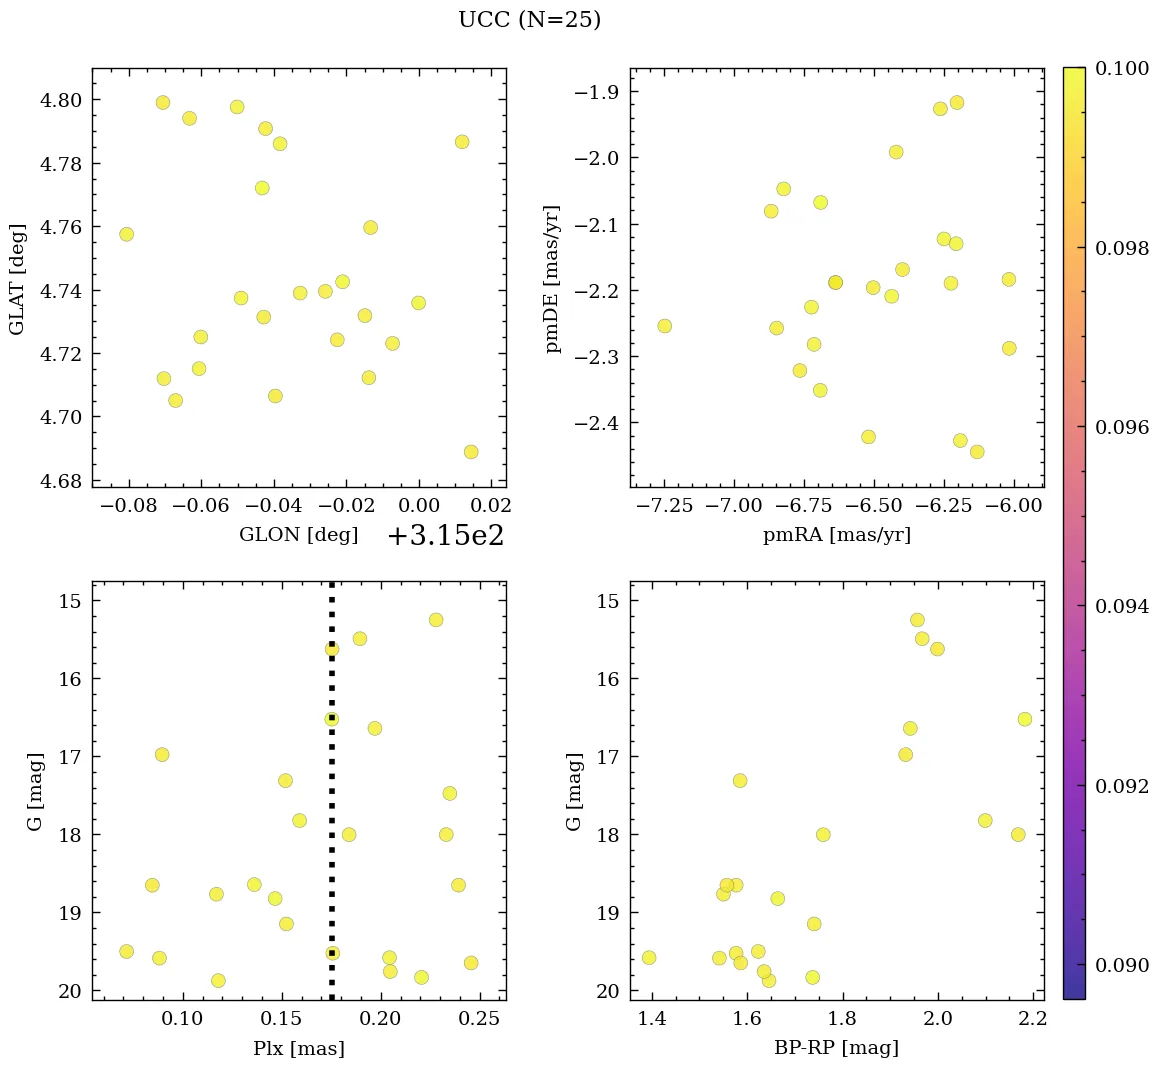 UCC (N=25)
4.80
4.78
4.76
4.74
4.72
4.70
4.68
GLAT [deg]
−0.08 −0.06 −0.04 −0.02 0.00 0.02
GLON [deg] +3.15e2
−1.9
−2.0
−2.1
−2.2
−2.3
−2.4
pmDE [mas/yr]
−7.25 −7.00 −6.75 −6.50 −6.25 −6.00
pmRA [mas/yr]
0.100
0.098
0.096
0.094
0.092
0.090
15
16
17
18
19
20
G [mag]
0.10 0.15 0.20 0.25
Plx [mas]
15
16
17
18
19
20
G [mag]
1.4 1.6 1.8 2.0 2.2
BP-RP [mag]